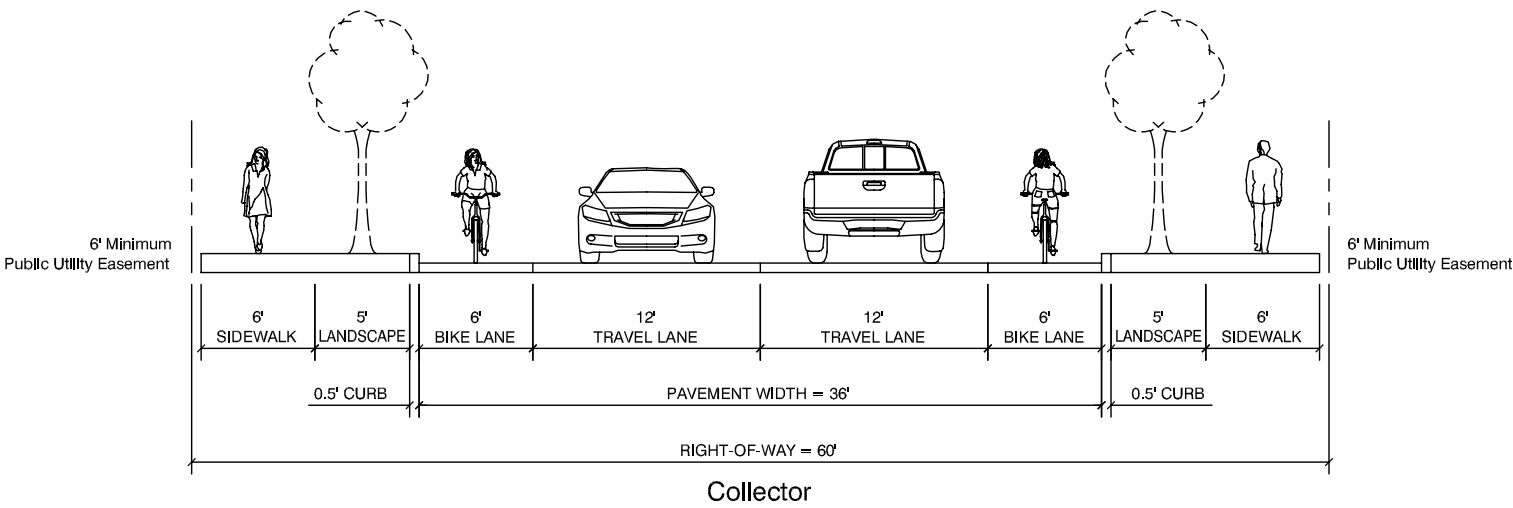 6' Minimum
Public Utility Easement
6' Minimum
Public Utility Easement
6'
SIDEWALK
5'
LANDSCAPE
6'
BIKE LANE
12'
TRAVEL LANE
12'
TRAVEL LANE
6'
BIKE LANE
5'
LANDSCAPE
6'
SIDEWALK
0.5' CURB
PAVEMENT WIDTH = 36'
0.5' CURB
RIGHT-OF-WAY = 60'
Collector